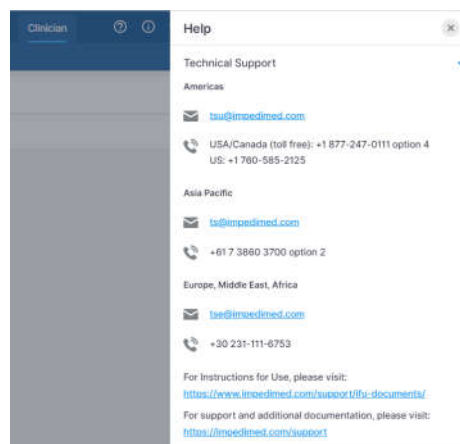 Clinician
Help
Technical Support
Americas
tsu@impedimed.com
USA/Canada (toll free): +1 877-247-0111 option 4
US: +1 760-585-2125
Asia Pacific
ts@impedimed.com
+61 7 3860 3700 option 2
Europe, Middle East, Africa
tse@impedimed.com
+30 231-111-6753
For Instructions for Use, please visit:
https://www.impedimed.com/support/ifu-documents/
For support and additional documentation, please visit:
https://impedimed.com/support